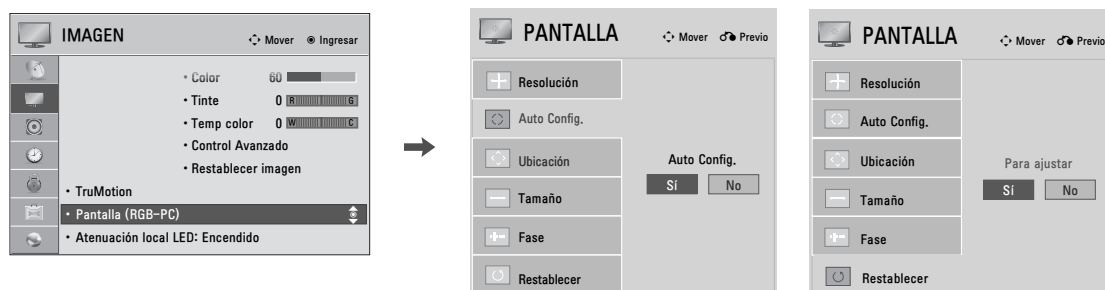 IMAGEN
Mover Ingresar
• Color 60
• Tinte 0 R G
• Temp color 0 W C
• Control Avanzado
• Restablecer imagen
• TruMotion
• Pantalla (RGB-PC)
• Atenuación local LED: Encendido
PANTALLA
Mover Previo
Resolución
Auto Config.
Ubicación
Tamaño
Fase
Restablecer
Auto Config.
Sí No
PANTALLA
Mover Previo
Resolución
Auto Config.
Ubicación
Tamaño
Fase
Restablecer
Para ajustar
Sí No